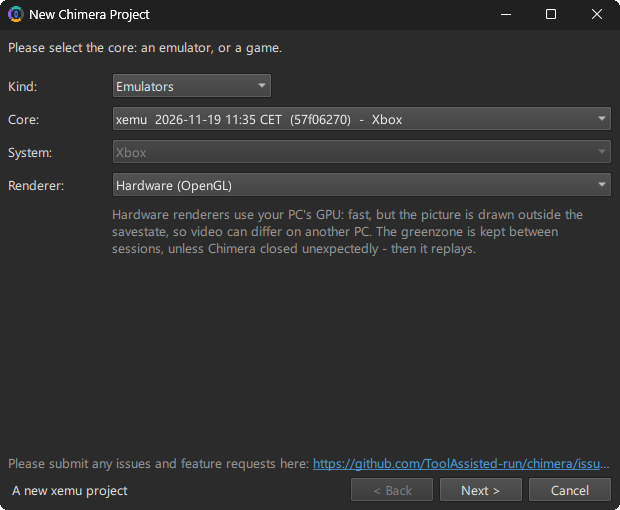 New Chimera Project
Please select the core: an emulator, or a game.
Kind: Emulators
Core: xemu 2026-11-19 11:35 CET (57f06270) - Xbox
System: Xbox
Renderer: Hardware (OpenGL)
Hardware renderers use your PC's GPU: fast, but the picture is drawn outside the
savestate, so video can differ on another PC. The greenzone is kept between
sessions, unless Chimera closed unexpectedly - then it replays.
Please submit any issues and feature requests here: https://github.com/ToolAssisted-run/chimera/issu...
A new xemu project < Back Next > Cancel